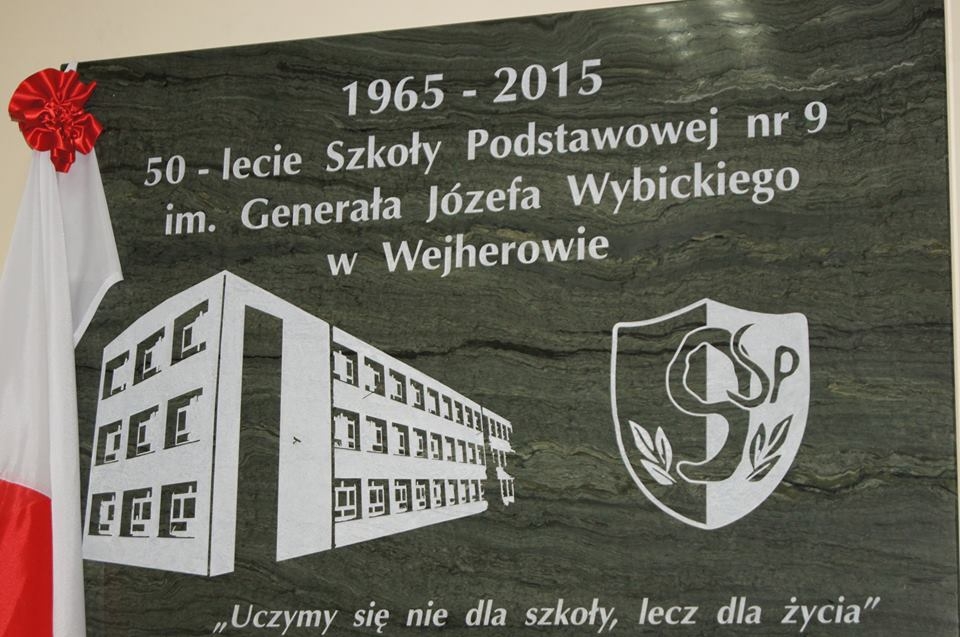 1965 - 2015
50 - lecie Szkoły Podstawowej nr 9
im. Generała Józefa Wybickiego
w Wejherowie
9SP
„Uczymy się nie dla szkoły, lecz dla życia”